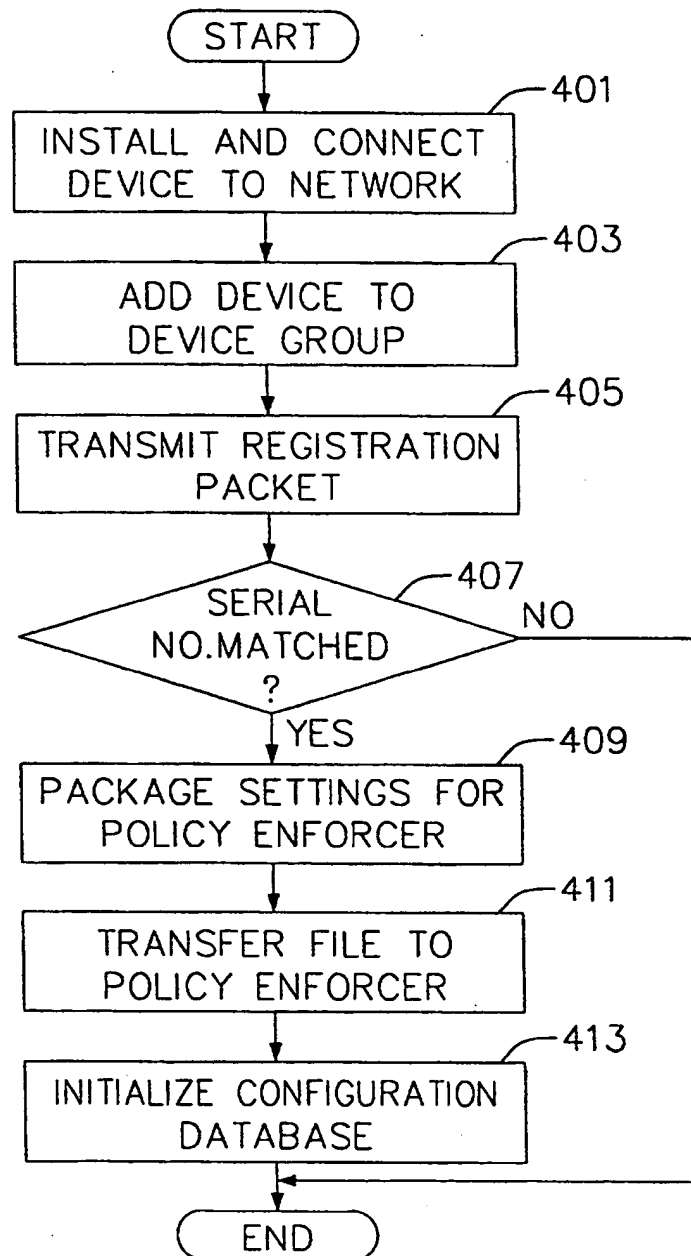 START
401
INSTALL AND CONNECT
DEVICE TO NETWORK
403
ADD DEVICE TO
DEVICE GROUP
405
TRANSMIT REGISTRATION
PACKET
407
SERIAL
NO.MATCHED
?
NO
YES
409
PACKAGE SETTINGS FOR
POLICY ENFORCER
411
TRANSFER FILE TO
POLICY ENFORCER
413
INITIALIZE CONFIGURATION
DATABASE
END